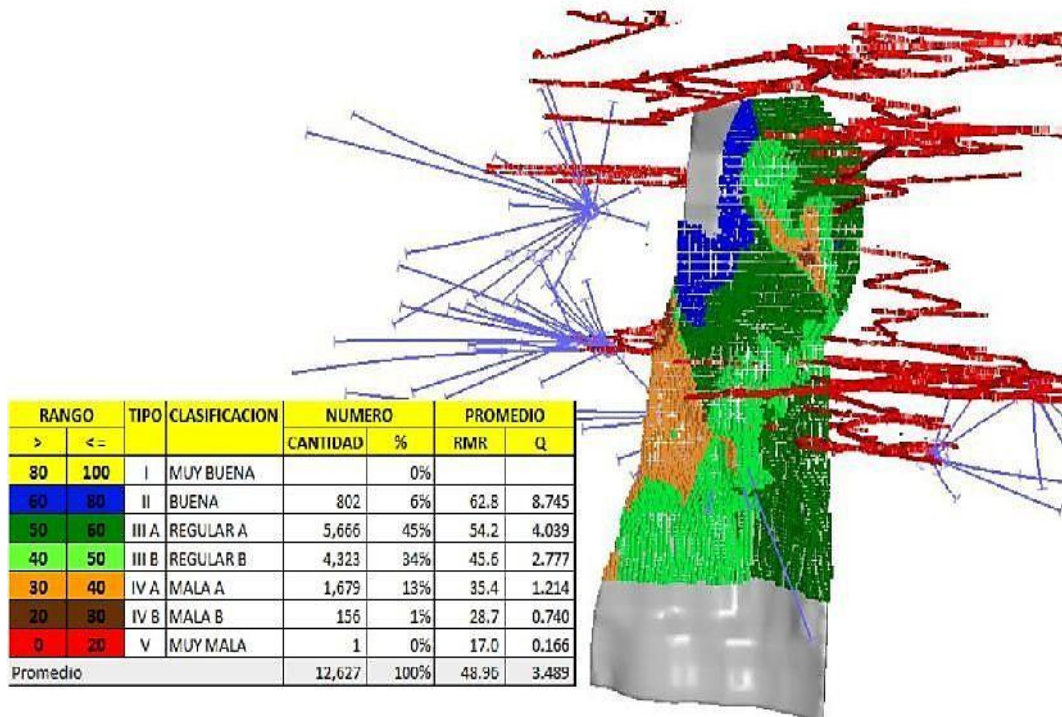 RANGO TIPO CLASIFICACION NUMERO PROMEDIO
> <= CANTIDAD % RMR Q
80 100 I MUY BUENA 0%
60 80 II BUENA 802 6% 62.8 8.745
50 60 III A REGULAR A 5,666 45% 54.2 4.039
40 50 III B REGULAR B 4,323 34% 45.6 2.777
30 40 IV A MALA A 1,679 13% 35.4 1.214
20 30 IV B MALA B 156 1% 28.7 0.740
0 20 V MUY MALA 1 0% 17.0 0.166
Promedio 12,627 100% 48.96 3.489